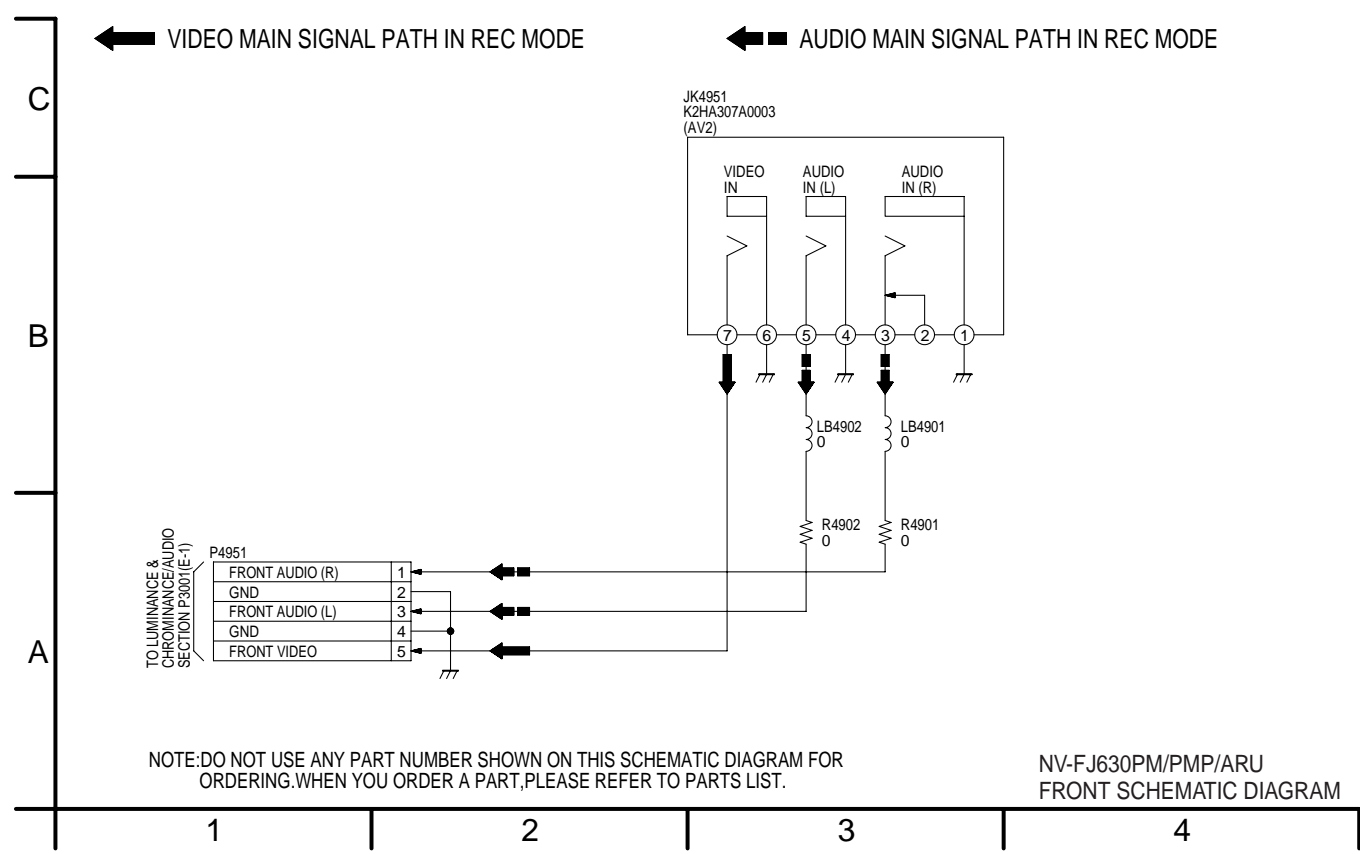 VIDEO MAIN SIGNAL PATH IN REC MODE
AUDIO MAIN SIGNAL PATH IN REC MODE
C
JK4951
K2HA307A0003
(AV2)
VIDEO
IN
AUDIO
IN (L)
AUDIO
IN (R)
B
7
6
5
4
3
2
1
LB4902
0
LB4901
0
R4902
0
R4901
0
A
TO LUMINANCE &
CHROMINANCE/AUDIO
SECTION P3001(E-1)
P4951
FRONT AUDIO (R) 1
GND 2
FRONT AUDIO (L) 3
GND 4
FRONT VIDEO 5
NOTE:DO NOT USE ANY PART NUMBER SHOWN ON THIS SCHEMATIC DIAGRAM FOR
ORDERING.WHEN YOU ORDER A PART,PLEASE REFER TO PARTS LIST.
NV-FJ630PM/PMP/ARU
FRONT SCHEMATIC DIAGRAM
1
2
3
4